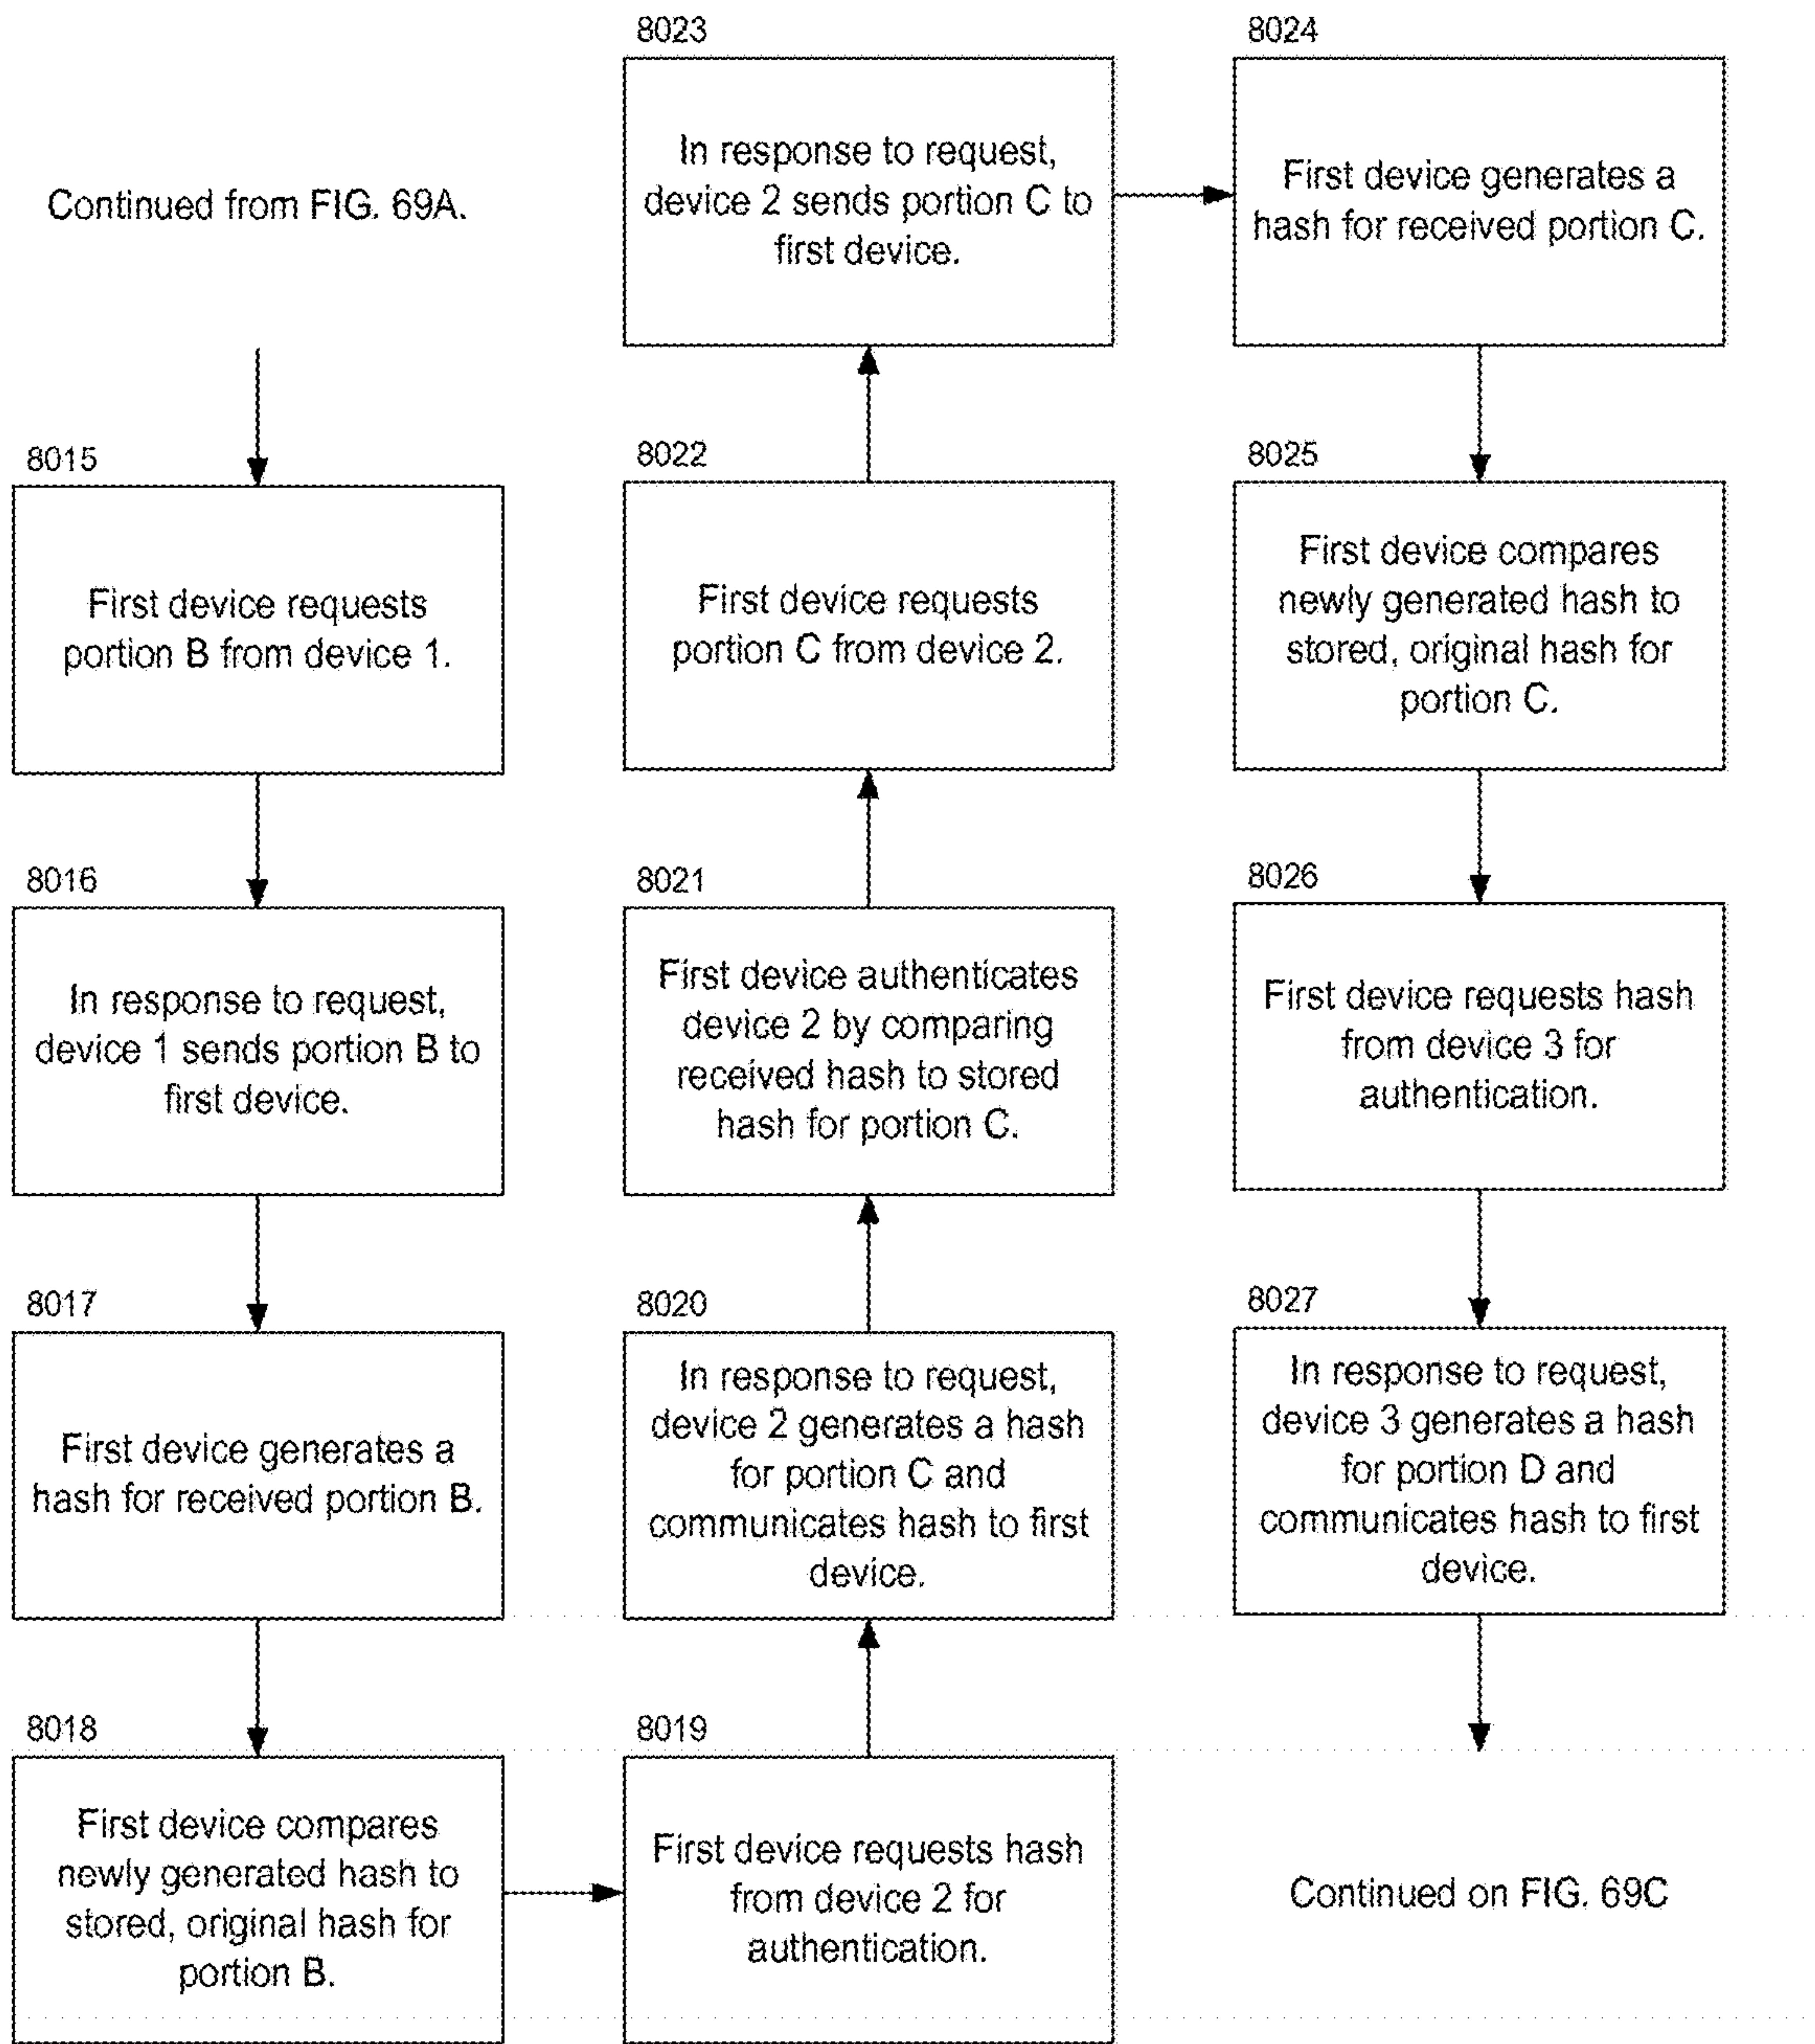 Continued from FIG. 69A.
8015
First device requests
portion B from device 1.
8016
In response to request,
device 1 sends portion B to
first device.
8017
First device generates a
hash for received portion B.
8018
First device compares
newly generated hash to
stored, original hash for
portion B.
8019
First device requests hash
from device 2 for
authentication.
8020
In response to request,
device 2 generates a hash
for portion C and
communicates hash to first
device.
8021
First device authenticates
device 2 by comparing
received hash to stored
hash for portion C.
8022
First device requests
portion C from device 2.
8023
In response to request,
device 2 sends portion C to
first device.
8024
First device generates a
hash for received portion C.
8025
First device compares
newly generated hash to
stored, original hash for
portion C.
8026
First device requests hash
from device 3 for
authentication.
8027
In response to request,
device 3 generates a hash
for portion D and
communicates hash to first
device.
Continued on FIG. 69C